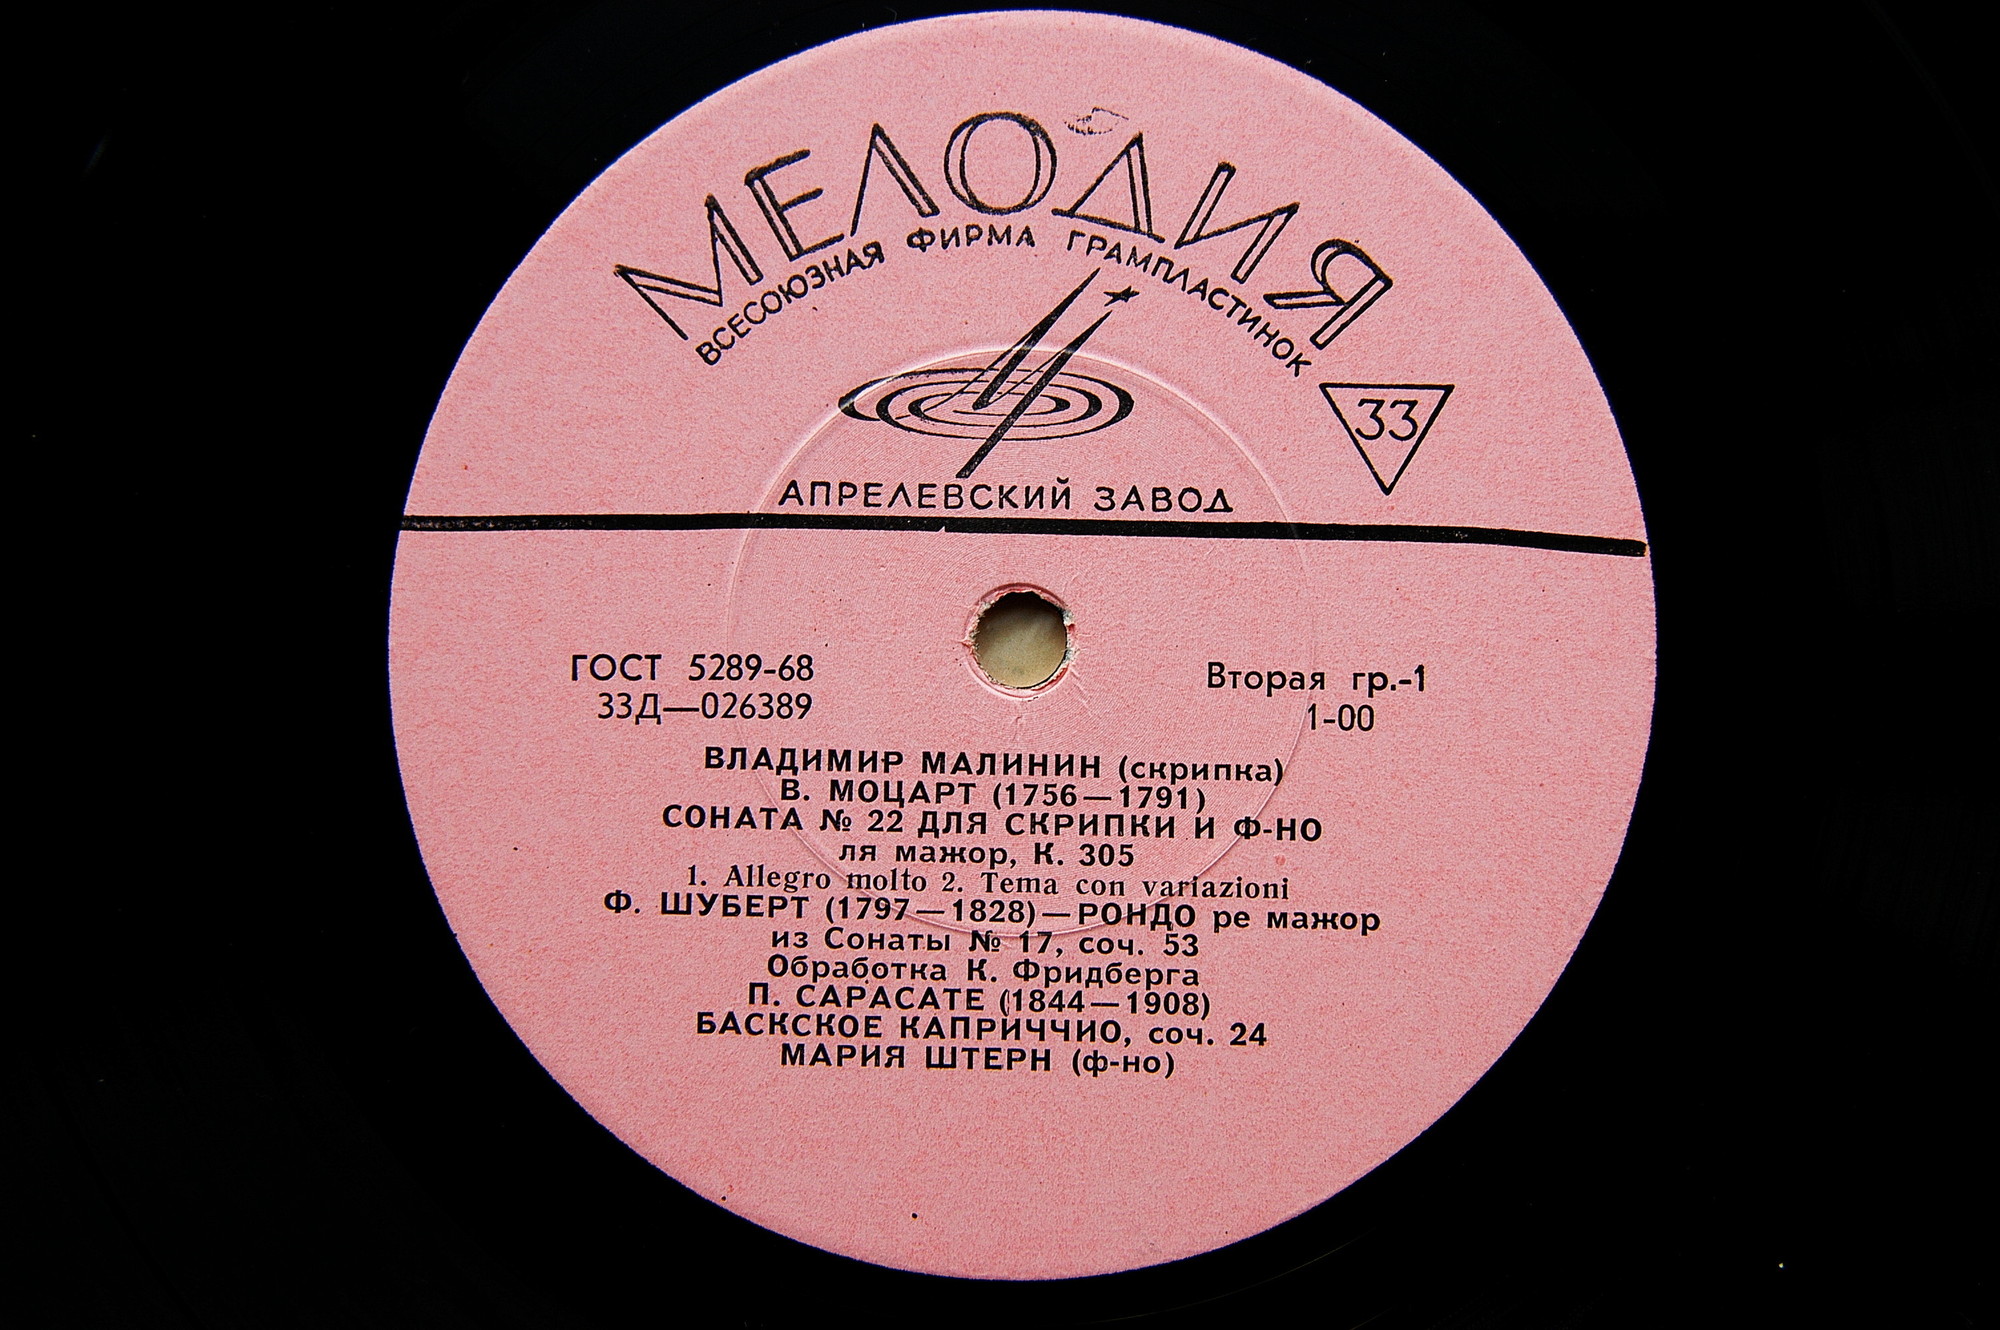 МЕЛОДИЯ
ВСЕСОЮЗНАЯ ФИРМА ГРАМПЛАСТИНОК
33
АПРЕЛЕВСКИЙ ЗАВОД
ГОСТ 5289-68
33Д—026389
Вторая гр.-1
1-00
ВЛАДИМИР МАЛИНИН (скрипка)
В. МОЦАРТ (1756—1791)
СОНАТА № 22 ДЛЯ СКРИПКИ И Ф-НО
ля мажор, К. 305
1. Allegro molto 2. Tema con variazioni
Ф. ШУБЕРТ (1797—1828)—РОНДО ре мажор
из Сонаты № 17, соч. 53
Обработка К. Фридберга
П. САРАСАТЕ (1844—1908)
БАСКСКОЕ КАПРИЧЧИО, соч. 24
МАРИЯ ШТЕРН (ф-но)